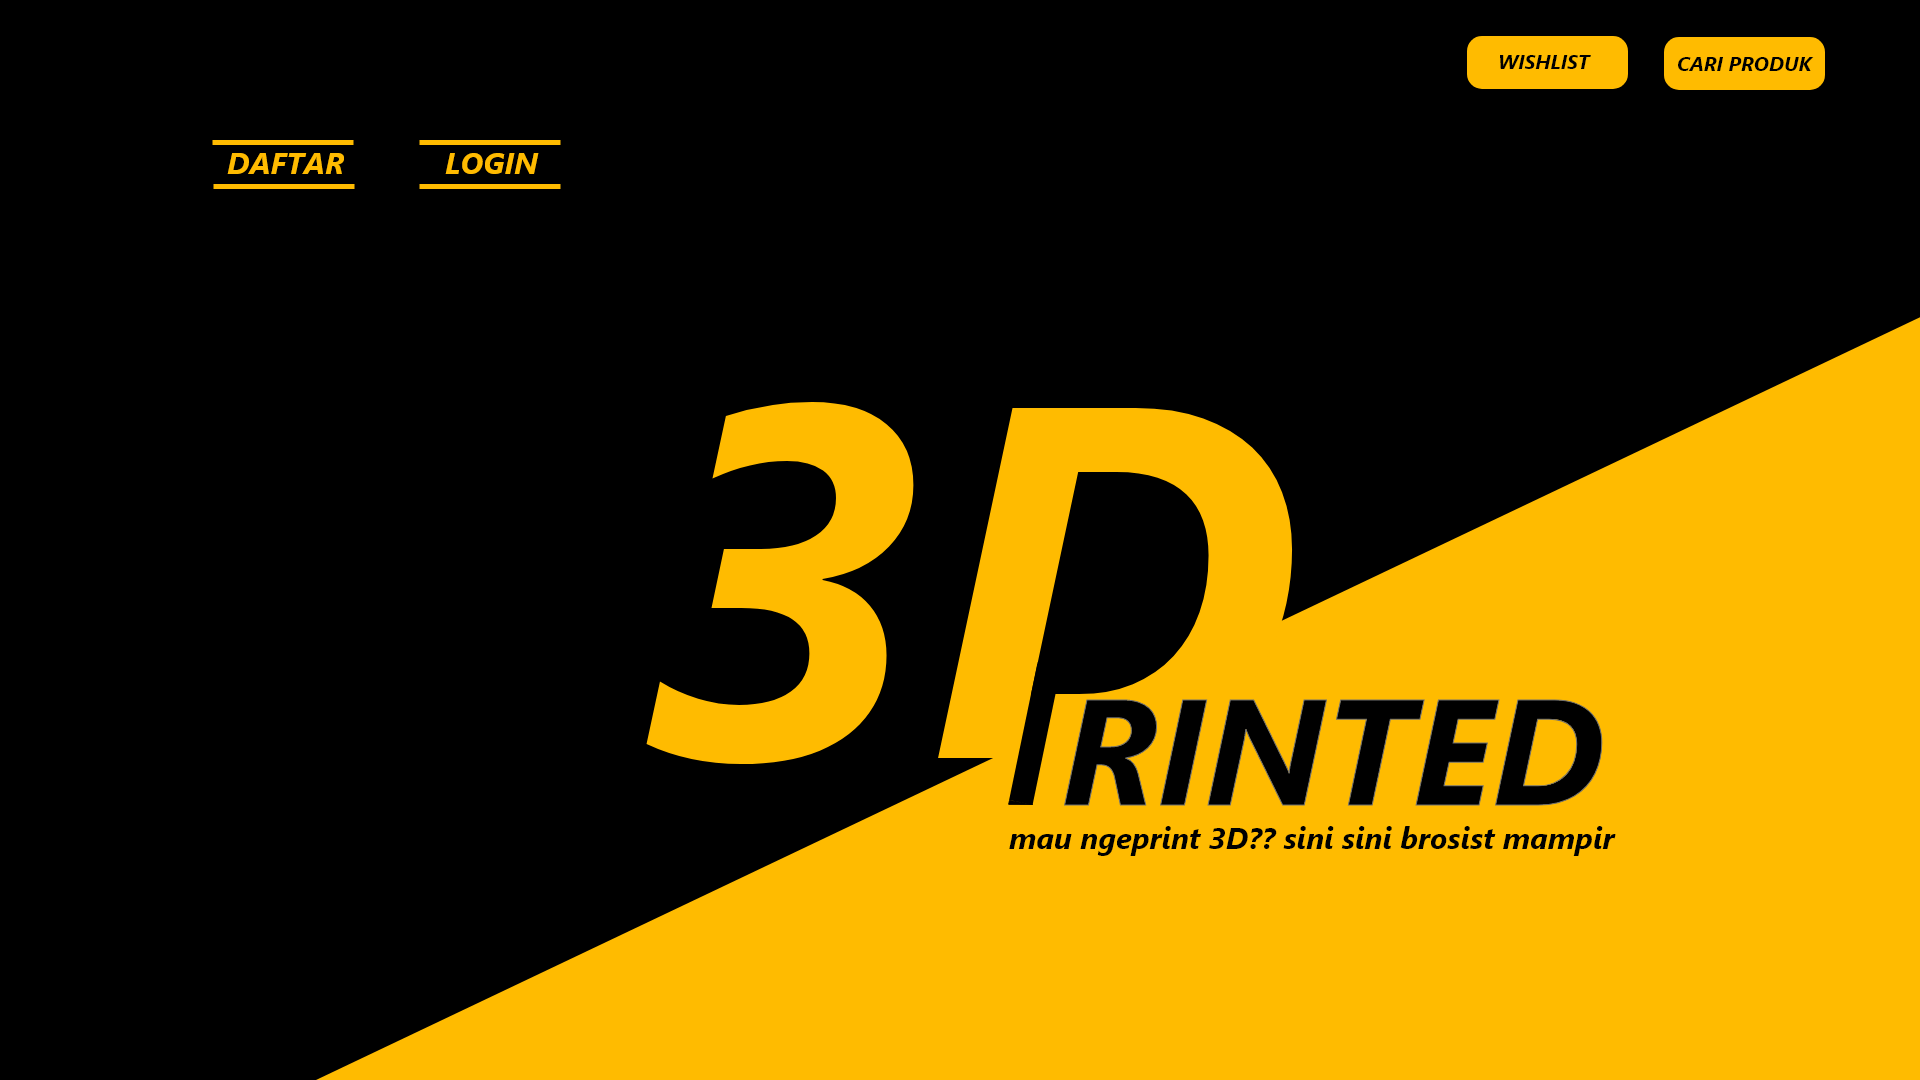 WISHLIST
CARI PRODUK
DAFTAR
LOGIN
3D
PRINTED
mau ngeprint 3D?? sini sini brosist mampir